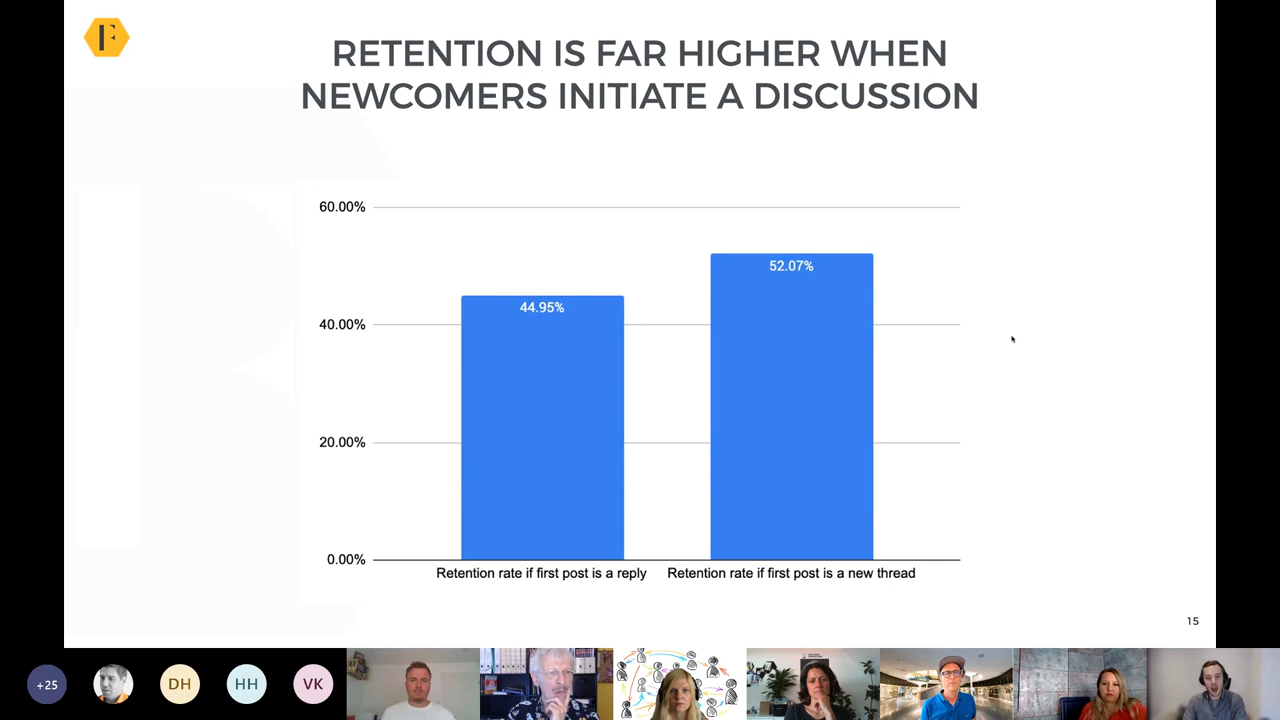 F
RETENTION IS FAR HIGHER WHEN
NEWCOMERS INITIATE A DISCUSSION
60.00%
40.00%
20.00%
0.00%
44.95%
52.07%
Retention rate if first post is a reply
Retention rate if first post is a new thread
15
+25
DH
HH
VK